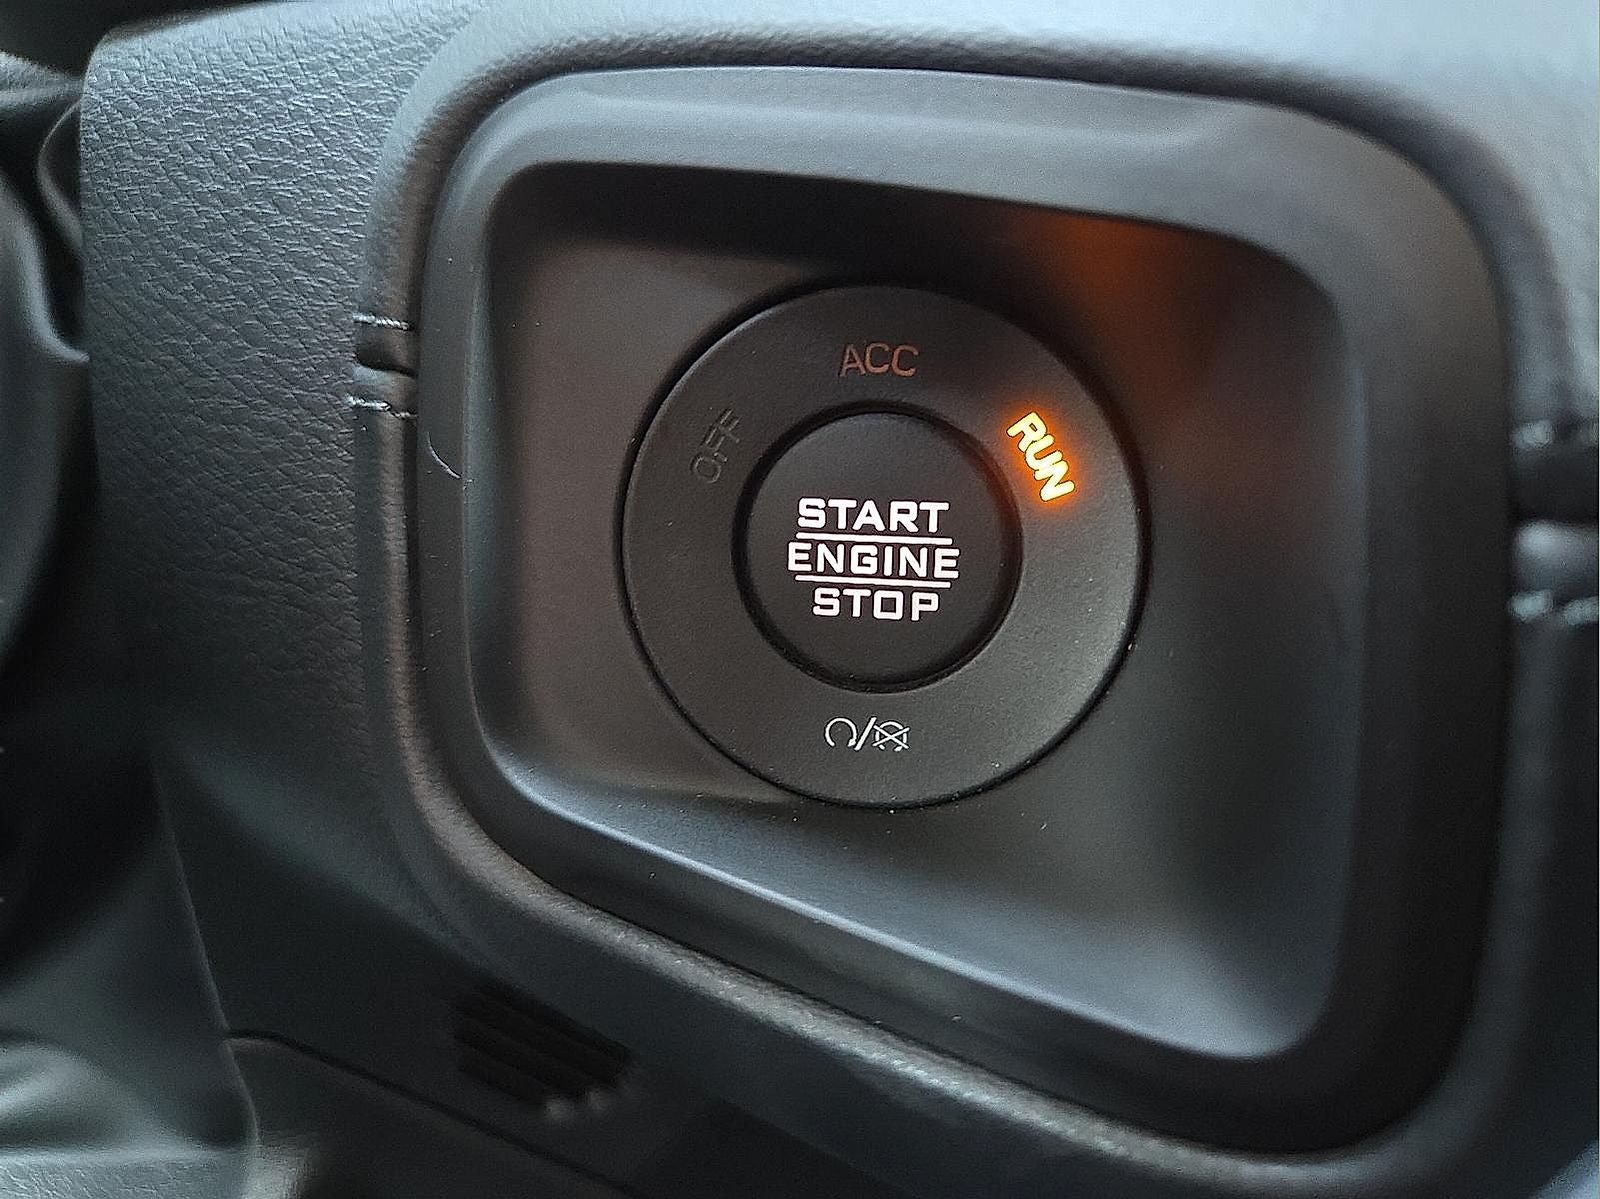 ACC
OFF
RUN
START
ENGINE
STOP